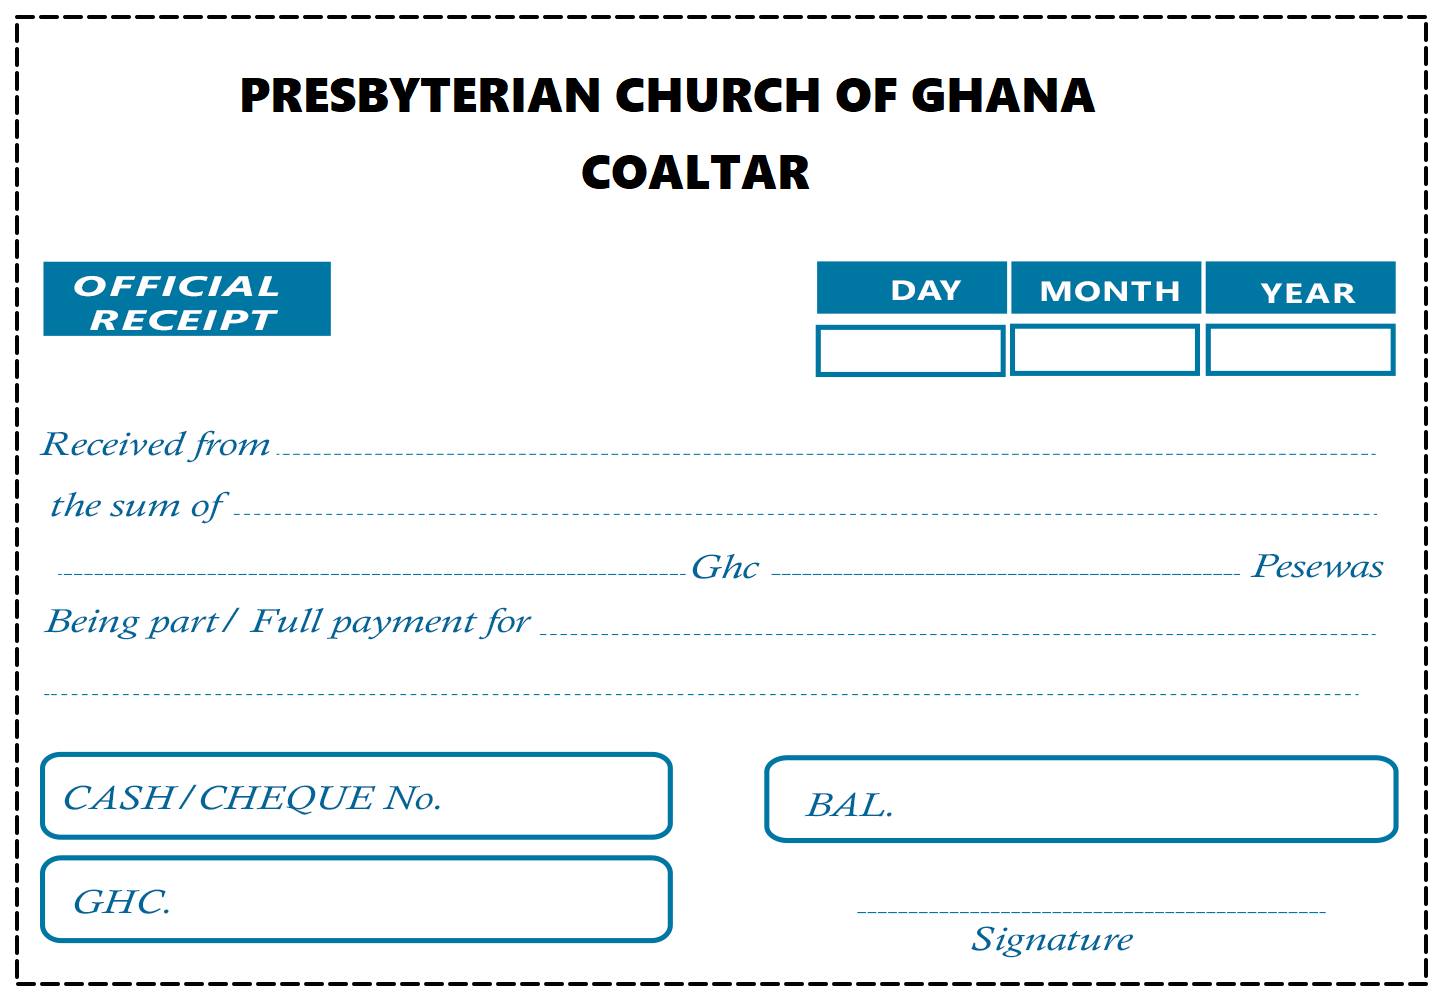 PRESBYTERIAN CHURCH OF GHANA
COALTAR
OFFICIAL
RECEIPT
DAY MONTH YEAR
Received from
the sum of
Ghc Pesewas
Being part/ Full payment for
CASH/CHEQUE No.
BAL.
GHC.
Signature